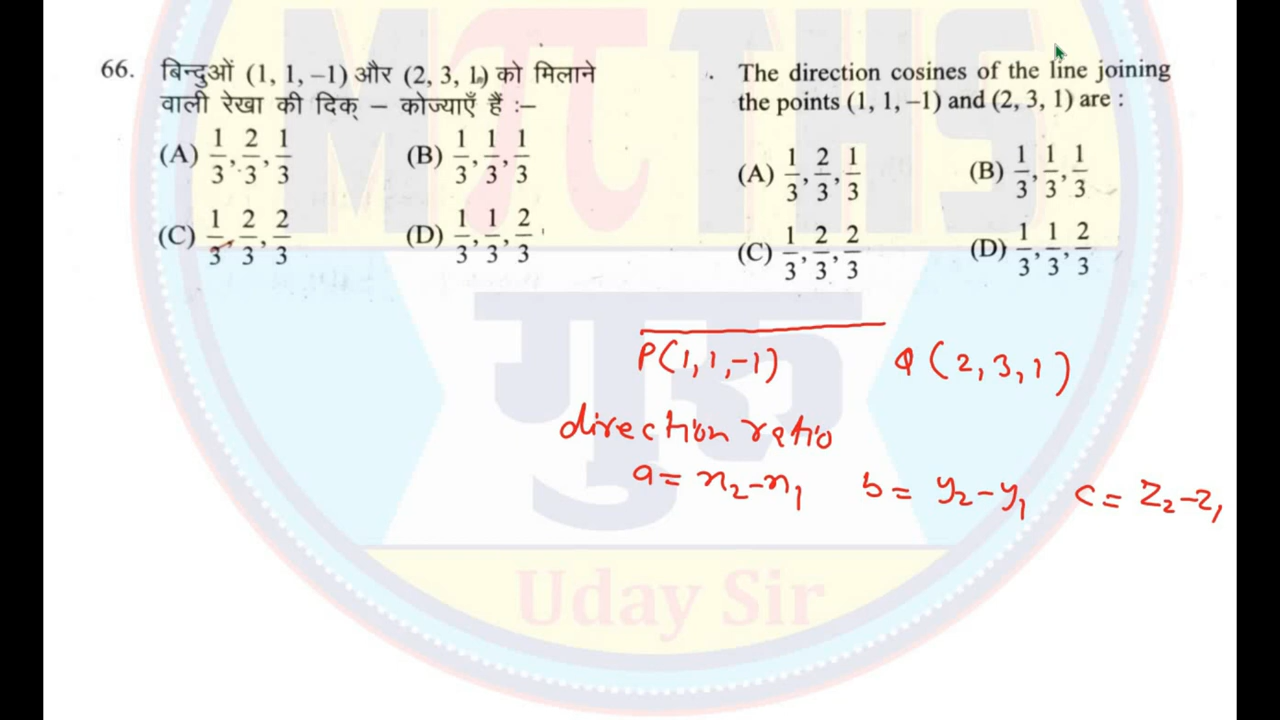 66. बिन्दुओं (1, 1, –1) और (2, 3, 1) को मिलाने
वाली रेखा की दिक् – कोज्याएँ हैं :–
(A) 1/3, 2/3, 1/3 (B) 1/3, 1/3, 1/3
(C) 1/3, 2/3, 2/3 (D) 1/3, 1/3, 2/3
The direction cosines of the line joining
the points (1, 1, –1) and (2, 3, 1) are :
(A) 1/3, 2/3, 1/3 (B) 1/3, 1/3, 1/3
(C) 1/3, 2/3, 2/3 (D) 1/3, 1/3, 2/3
P(1, 1, -1) Q (2, 3, 1)
direction ratio
a = x₂-x₁ b = y₂-y₁ c = z₂-z₁
MπTHS
गुरू
Uday Sir